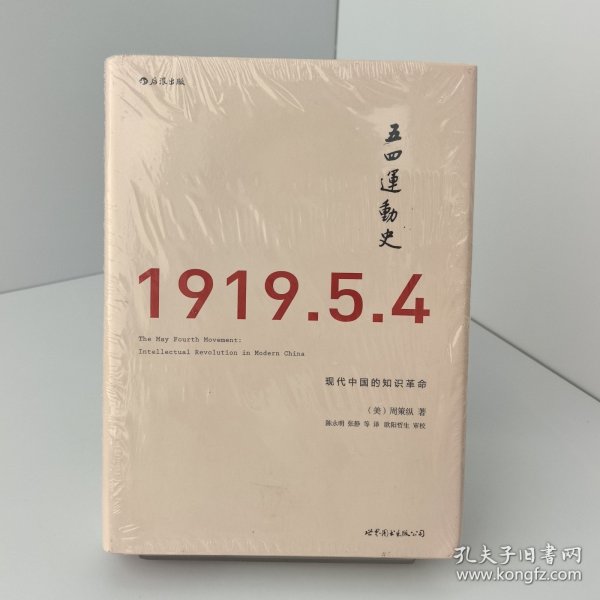 后浪出版
五四運動史
1919.5.4
The May Fourth Movement:
Intellectual Revolution in Modern China
现代中国的知识革命
（美）周策纵 著
陈永明 张静 等 译 欧阳哲生 审校
世界图书出版公司
孔夫子旧书网
www.kongfz.com